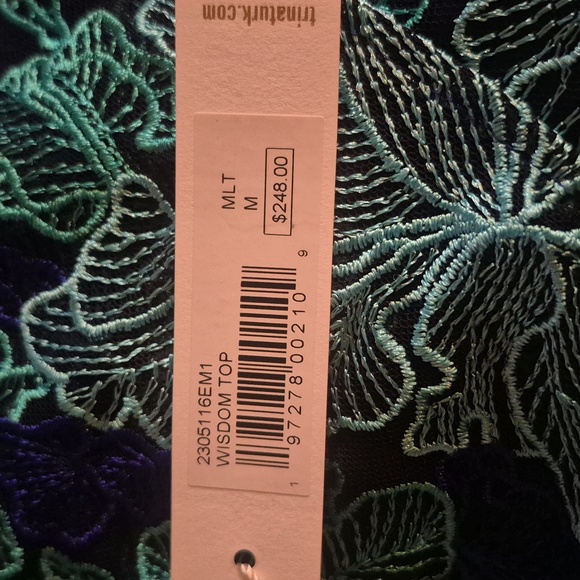 trinaturk.com
MLT
M
$248.00
2305116EM1
WISDOM TOP
1 97278 00210 9